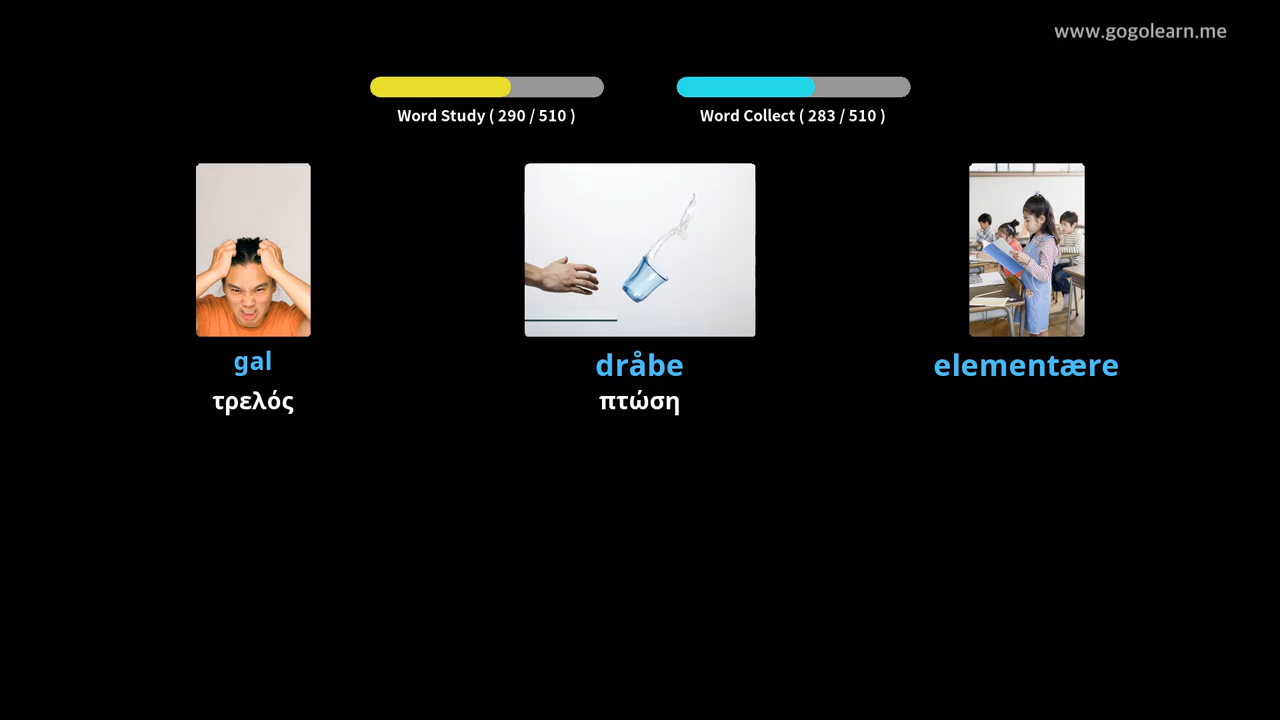 www.gogolearn.me
Word Study ( 290 / 510 )
Word Collect ( 283 / 510 )
gal
dråbe
elementære
τρελός
πτώση